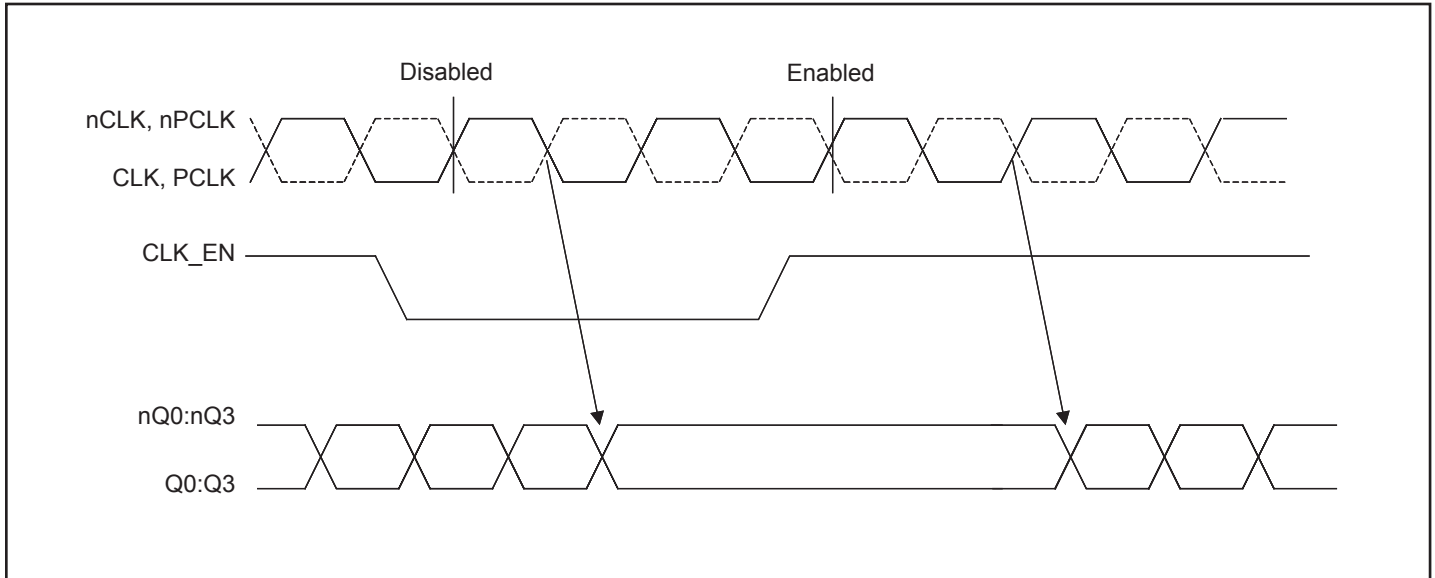 Disabled
Enabled
nCLK, nPCLK
CLK, PCLK
CLK_EN
nQ0:nQ3
Q0:Q3